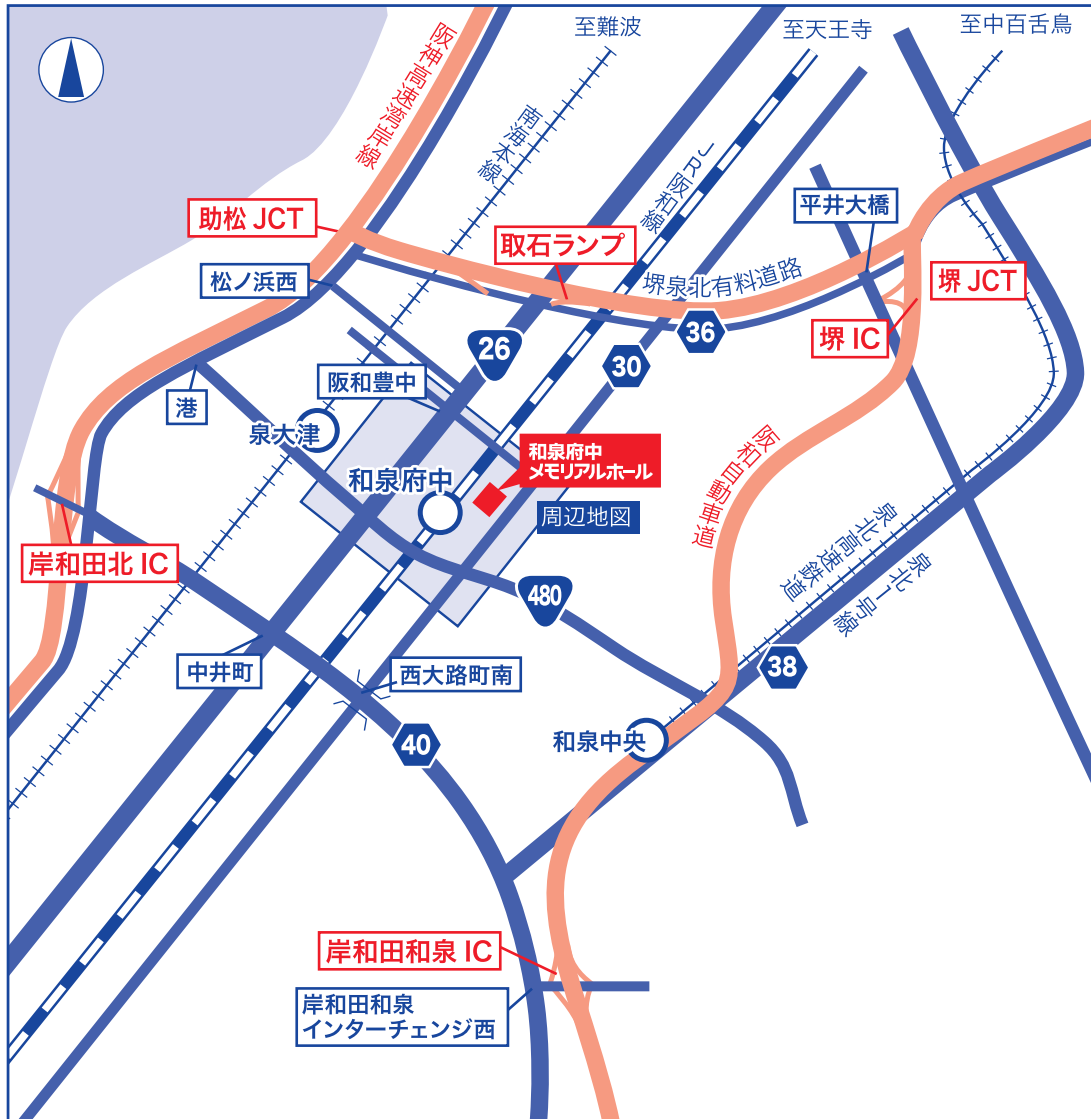 至難波
至天王寺
至中百舌鳥
阪神高速湾岸線
南海本線
JR阪和線
助松 JCT
取石ランプ
平井大橋
松ノ浜西
堺泉北有料道路
堺 JCT
36
堺 IC
26
30
阪和豊中
港
泉大津
和泉府中
メモリアルホール
阪和自動車道
和泉府中
周辺地図
泉北高速鉄道
泉北1号線
岸和田北 IC
480
中井町
西大路町南
38
40
和泉中央
岸和田和泉 IC
岸和田和泉
インターチェンジ西